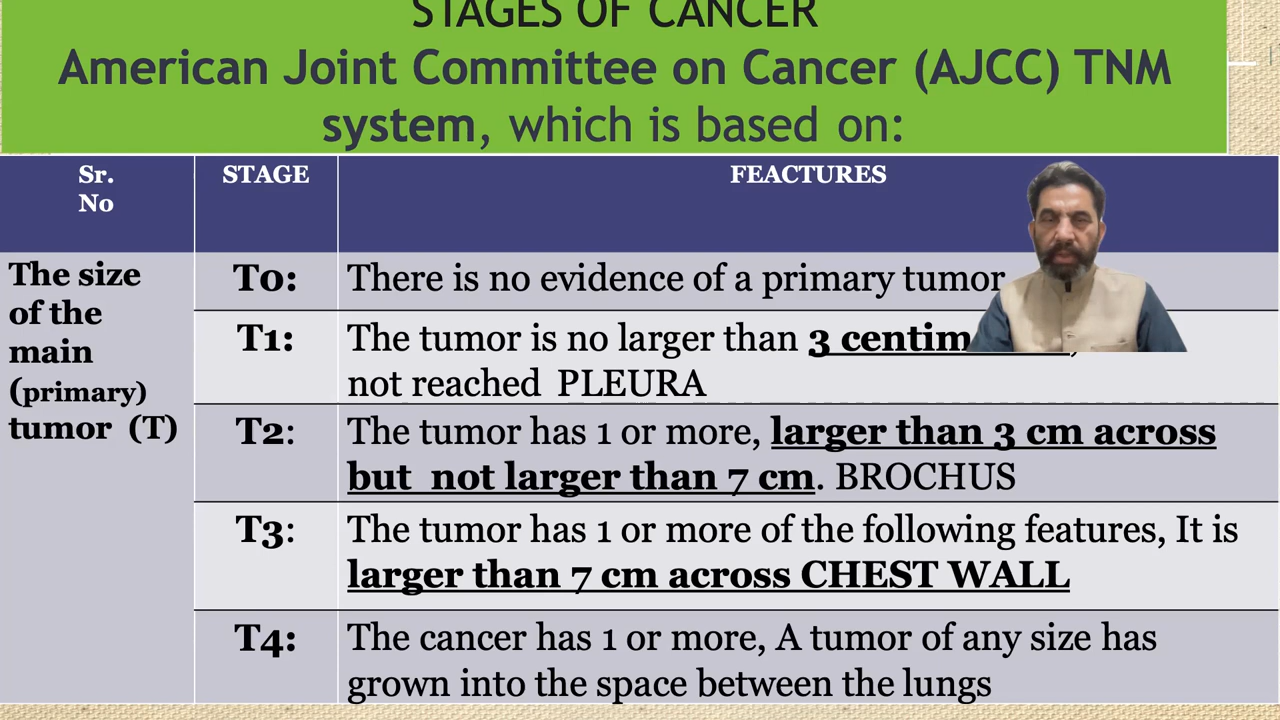 STAGES OF CANCER
American Joint Committee on Cancer (AJCC) TNM
system, which is based on:
Sr.
No
STAGE
FEACTURES
The size
of the
main
(primary)
tumor (T)
T0:
There is no evidence of a primary tumor
T1:
The tumor is no larger than 3
not reached PLEURA
T2:
The tumor has 1 or more, larger than 3 cm across
but not larger than 7 cm. BROCHUS
T3:
The tumor has 1 or more of the following features, It is
larger than 7 cm across CHEST WALL
T4:
The cancer has 1 or more, A tumor of any size has
grown into the space between the lungs